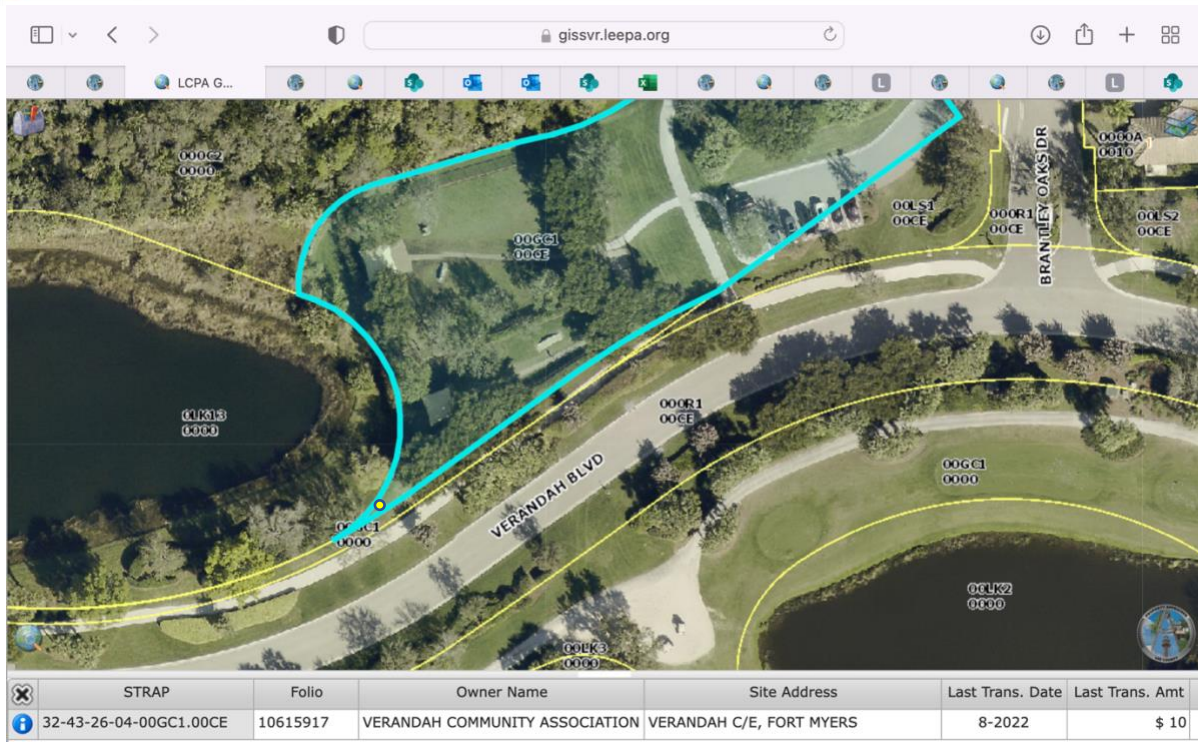 gissvr.leepa.org
LCPA G...
L
L
000C2
0000
0000A
0010
BRANTLEY OAKS DR
00LS1
00CE
000R1
00CE
00LS2
00CE
00GC1
00CE
0LK13
0000
000R1
00CE
VERANDAH BLVD
00GC1
0000
00GC1
0000
00LK2
0000
00LK3
0000
STRAP Folio Owner Name Site Address Last Trans. Date Last Trans. Amt
32-43-26-04-00GC1.00CE 10615917 VERANDAH COMMUNITY ASSOCIATION VERANDAH C/E, FORT MYERS 8-2022 $ 10